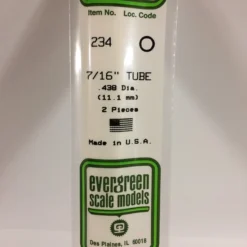 Item No. Loc. Code
234 O
7/16" TUBE
.438 Dia.
(11.1 mm)
2 Pieces
Made in U.S.A.
evergreen
scale models
Des Plaines, IL 60018